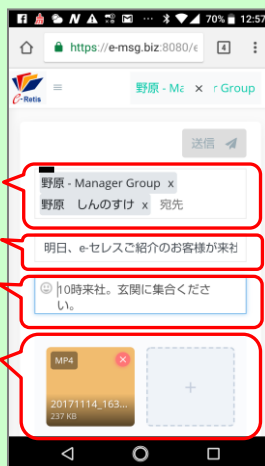 70% 12:57
https://e-msg.biz:8080/e 4
e-Retis 野原 - Ma × r Group
送信
野原 - Manager Group x
野原 しんのすけ x 宛先
明日、e-セレスご紹介のお客様が来社
10時来社。玄関に集合くださ
い。
MP4
20171114_163...
237 KB